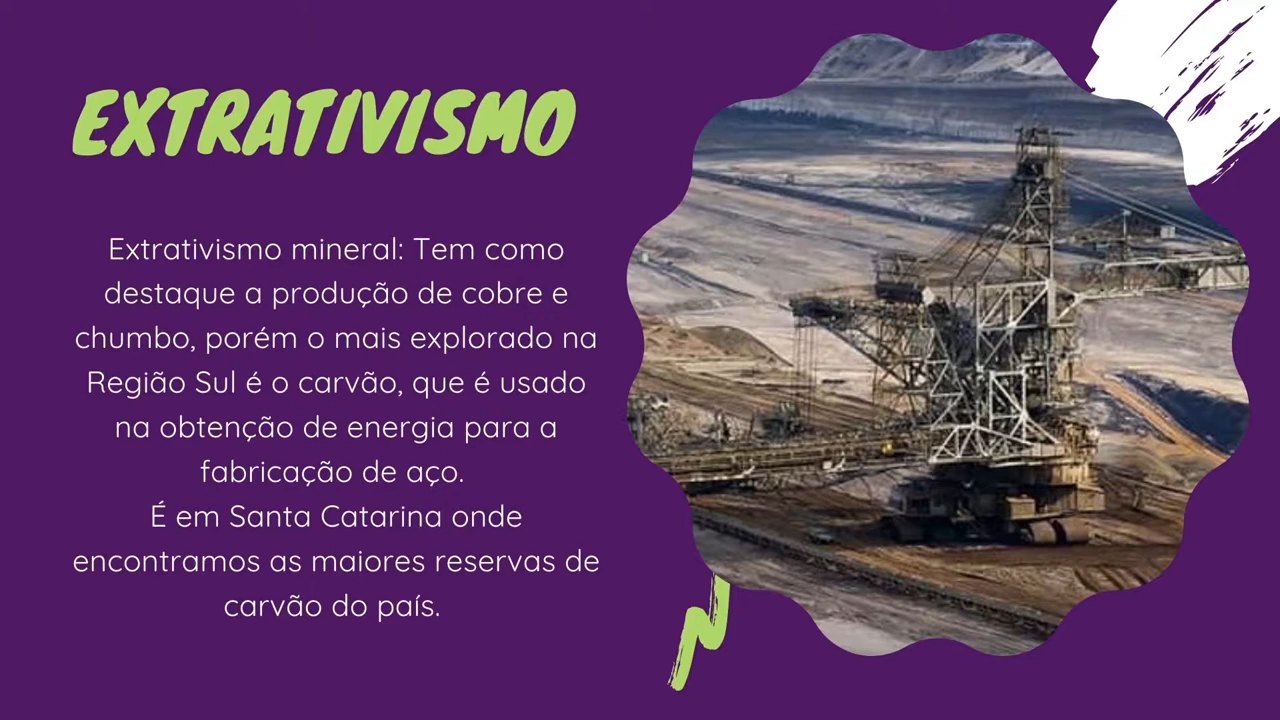 EXTRATIVISMO
Extrativismo mineral: Tem como
destaque a produção de cobre e
chumbo, porém o mais explorado na
Região Sul é o carvão, que é usado
na obtenção de energia para a
fabricação de aço.
É em Santa Catarina onde
encontramos as maiores reservas de
carvão do país.